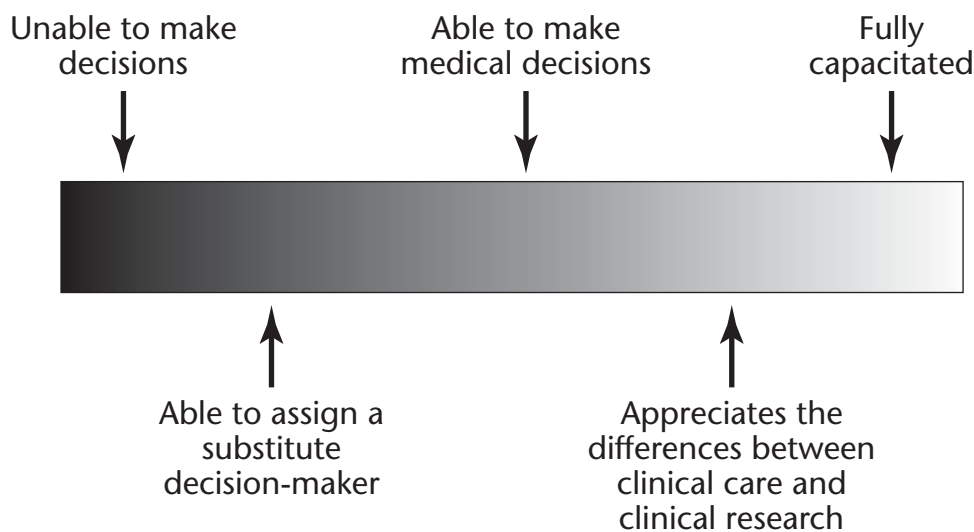 Unable to make
decisions
Able to make
medical decisions
Fully
capacitated
Able to assign a
substitute
decision-maker
Appreciates the
differences between
clinical care and
clinical research